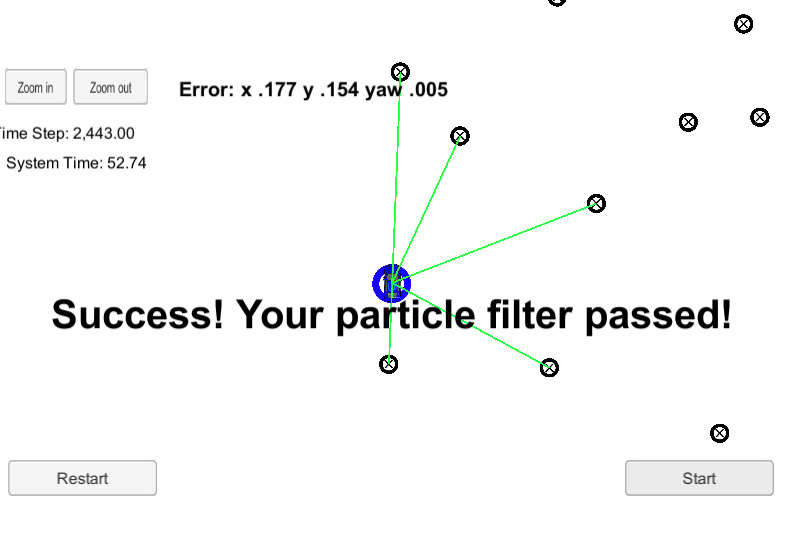 Zoom in
Zoom out
Error: x .177 y .154 yaw .005
Time Step: 2,443.00
System Time: 52.74
Success! Your particle filter passed!
Restart
Start